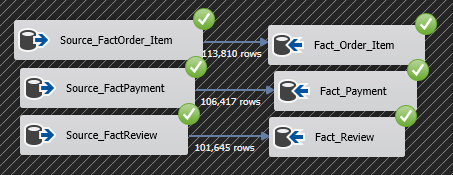 Source_FactOrder_Item
Fact_Order_Item
113,810 rows
Source_FactPayment
Fact_Payment
106,417 rows
Source_FactReview
Fact_Review
101,645 rows